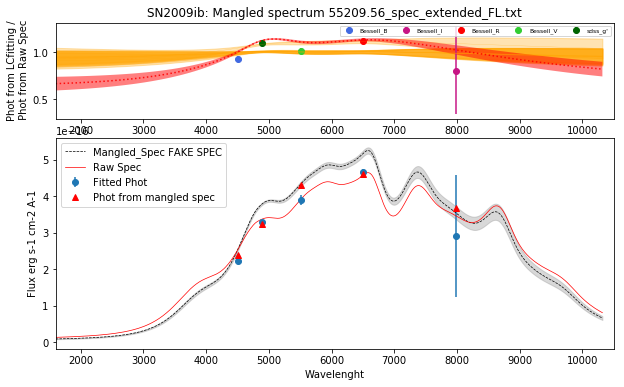 SN2009ib: Mangled spectrum 55209.56_spec_extended_FL.txt
Phot from LCfitting /
Phot from Raw Spec
1.0
0.5
Bessell_B
Bessell_I
Bessell_R
Bessell_V
sdss_g'
2000 3000 4000 5000 6000 7000 8000 9000 10000
1e−16
Flux erg s-1 cm-2 A-1
5
4
3
2
1
0
Mangled_Spec FAKE SPEC
Raw Spec
Fitted Phot
Phot from mangled spec
2000 3000 4000 5000 6000 7000 8000 9000 10000
Wavelenght